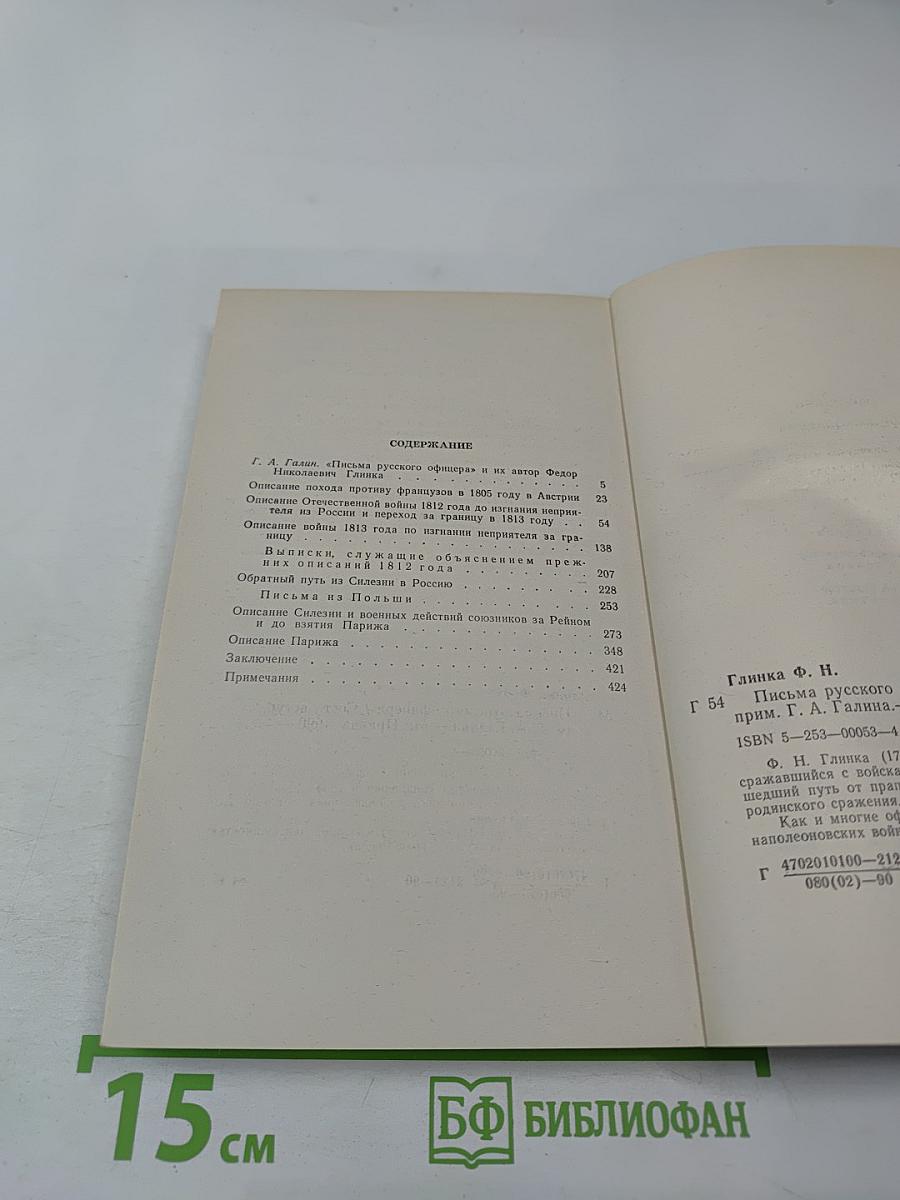 СОДЕРЖАНИЕ
Г. А. Галин. «Письма русского офицера» и их автор Федор
Николаевич Глинка . . . . . . . . . . . . 5
Описание похода противу французов в 1805 году в Австрии 23
Описание Отечественной войны 1812 года до изгнания неприя-
теля из России и переход за границу в 1813 году . . 54
Описание войны 1813 года по изгнании неприятеля за гра-
ницу . . . . . . . . . . . . . . . . . . . 138
Выписки, служащие объяснением преж-
них описаний 1812 года . . . . . . . . . 207
Обратный путь из Силезии в Россию . . . . . . . . . 228
Письма из Польши . . . . . . . . . . . . 253
Описание Силезии и военных действий союзников за Рейном
и до взятия Парижа . . . . . . . . . . . . . 273
Описание Парижа . . . . . . . . . . . . . . . . . 348
Заключение . . . . . . . . . . . . . . . . . . . 421
Примечания . . . . . . . . . . . . . . . . . . . 424
Глинка Ф. Н.
Г 54 Письма русского
прим. Г. А. Галина.—
ISBN 5—253—00053—4
Ф. Н. Глинка (17
сражавшийся с войска
шедший путь от прап
родинского сражения.
Как и многие оф
наполеоновских войн
Г 4702010100—212
080(02)—90
15 см
БФ БИБЛИОФАН